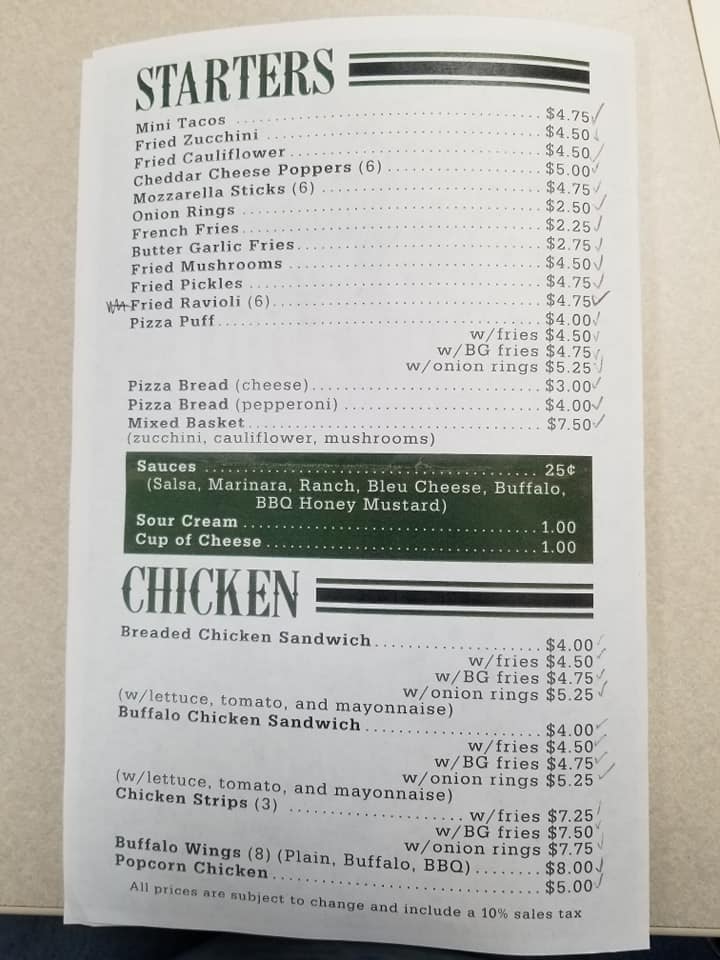 STARTERS
Mini Tacos ........................................ $4.75
Fried Zucchini .................................... $4.50
Fried Cauliflower ................................. $4.50
Cheddar Cheese Poppers (6) ........................ $5.00
Mozzarella Sticks (6) ............................. $4.75
Onion Rings ....................................... $2.50
French Fries ...................................... $2.25
Butter Garlic Fries ............................... $2.75
Fried Mushrooms ................................... $4.50
Fried Pickles ..................................... $4.75
Fried Ravioli (6) ................................. $4.75
Pizza Puff ........................................ $4.00
w/fries $4.50
w/BG fries $4.75
w/onion rings $5.25
Pizza Bread (cheese) .............................. $3.00
Pizza Bread (pepperoni) ........................... $4.00
Mixed Basket ...................................... $7.50
(zucchini, cauliflower, mushrooms)
Sauces ............................................ 25¢
(Salsa, Marinara, Ranch, Bleu Cheese, Buffalo,
BBQ Honey Mustard)
Sour Cream ........................................ 1.00
Cup of Cheese ..................................... 1.00
CHICKEN
Breaded Chicken Sandwich .......................... $4.00
w/fries $4.50
w/BG fries $4.75
w/onion rings $5.25
(w/lettuce, tomato, and mayonnaise)
Buffalo Chicken Sandwich .......................... $4.00
w/fries $4.50
w/BG fries $4.75
w/onion rings $5.25
(w/lettuce, tomato, and mayonnaise)
Chicken Strips (3) ................................ w/fries $7.25
w/BG fries $7.50
w/onion rings $7.75
Buffalo Wings (8) (Plain, Buffalo, BBQ) ........ $8.00
Popcorn Chicken ................................... $5.00
All prices are subject to change and include a 10% sales tax